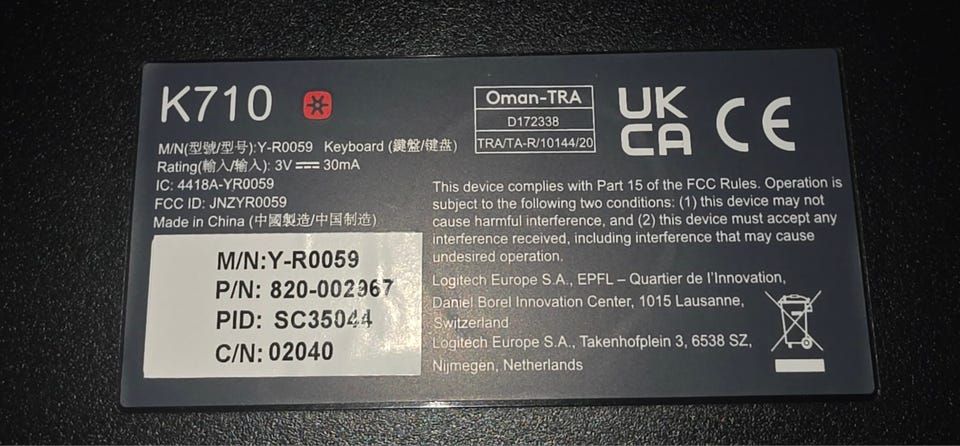 K710
M/N(型號/型号):Y-R0059 Keyboard (鍵盤/键盘)
Rating(輸入/输入): 3V 30mA
IC: 4418A-YR0059
FCC ID: JNZYR0059
Made in China (中國製造/中国制造)
M/N:Y-R0059
P/N: 820-002967
PID: SC35044
C/N: 02040
Oman-TRA
D172338
TRA/TA-R/10144/20
UK
CA
CE
This device complies with Part 15 of the FCC Rules. Operation is
subject to the following two conditions: (1) this device may not
cause harmful interference, and (2) this device must accept any
interference received, including interference that may cause
undesired operation.
Logitech Europe S.A., EPFL – Quartier de l'Innovation,
Daniel Borel Innovation Center, 1015 Lausanne,
Switzerland
Logitech Europe S.A., Takenhofplein 3, 6538 SZ,
Nijmegen, Netherlands